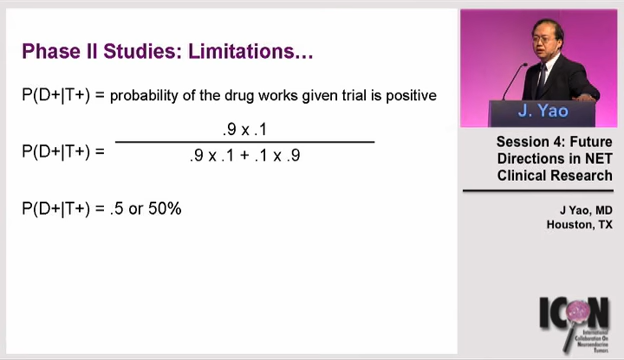 Phase II Studies: Limitations...
P(D+|T+) = probability of the drug works given trial is positive
.9 x .1
P(D+|T+) =
.9 x .1 + .1 x .9
P(D+|T+) = .5 or 50%
J. Yao
Session 4: Future
Directions in NET
Clinical Research
J Yao, MD
Houston, TX
ICON
International
Collaboration On
Neuroendocrine
Tumors